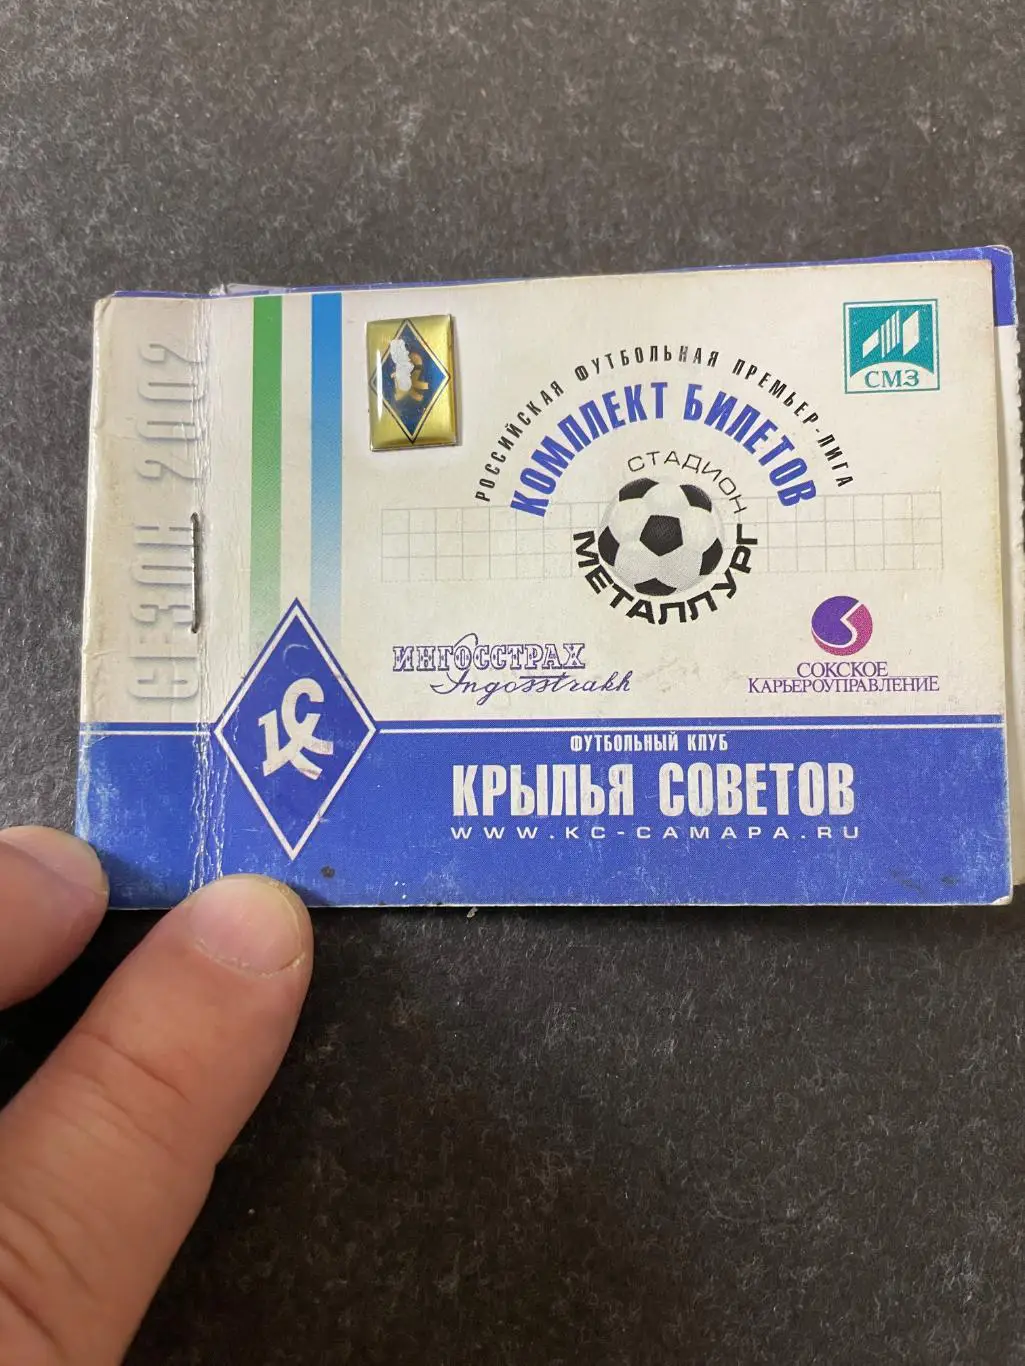 СЕЗОН 2002
РОССИЙСКАЯ ФУТБОЛЬНАЯ ПРЕМЬЕР-ЛИГА
КОМПЛЕКТ БИЛЕТОВ
СТАДИОН
МЕТАЛЛУРГ
СМЗ
ИНГОССТРАХ
Ingosstrakh
СОКСКОЕ
КАРЬЕРОУПРАВЛЕНИЕ
КС
ФУТБОЛЬНЫЙ КЛУБ
КРЫЛЬЯ СОВЕТОВ
WWW.KC-CAMAPA.RU